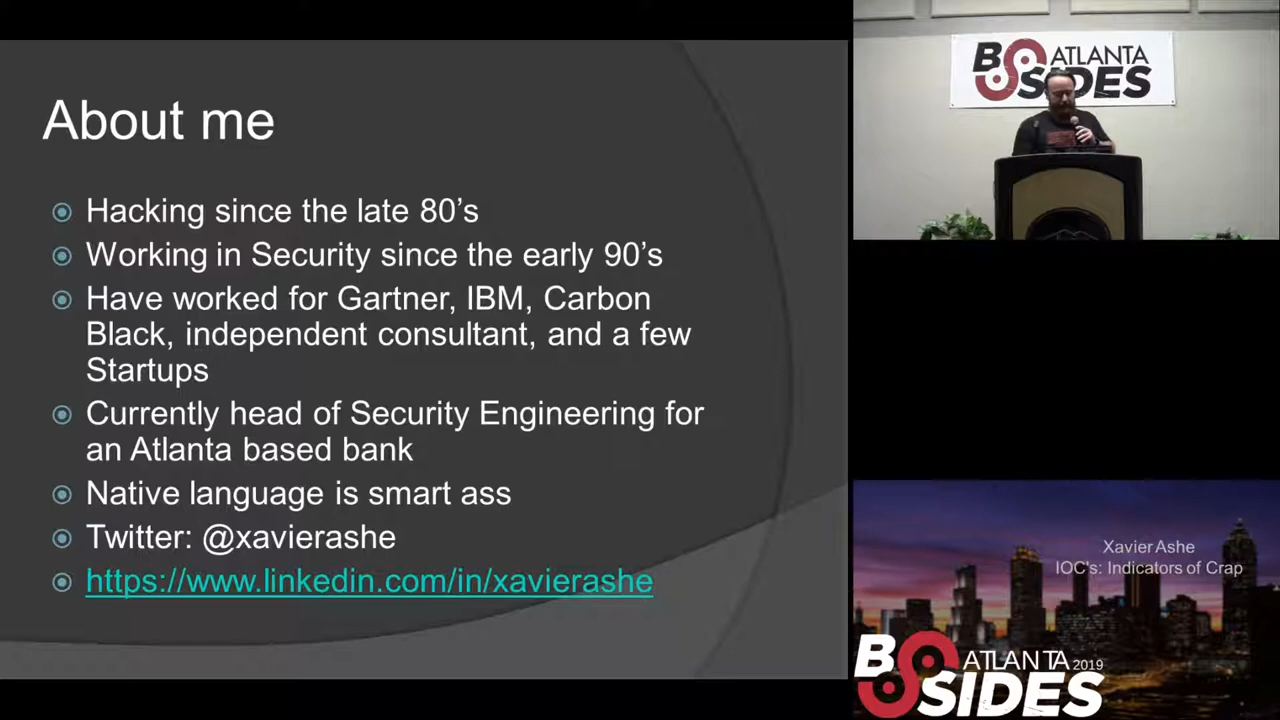 About me
Hacking since the late 80's
Working in Security since the early 90's
Have worked for Gartner, IBM, Carbon
Black, independent consultant, and a few
Startups
Currently head of Security Engineering for
an Atlanta based bank
Native language is smart ass
Twitter: @xavierashe
https://www.linkedin.com/in/xavierashe
BSIDES ATLANTA
Xavier Ashe
IOC's: Indicators of Crap
BSIDES ATLANTA 2019